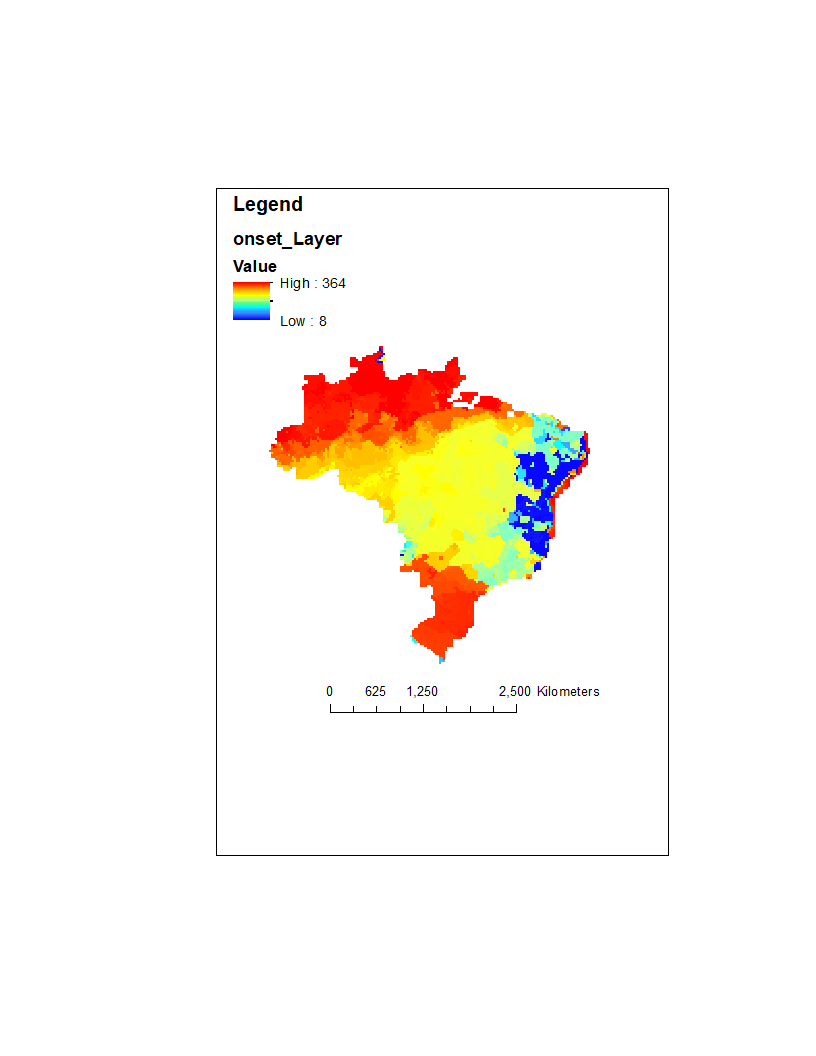 Legend
onset_Layer
Value
High : 364
Low : 8
0 625 1,250 2,500 Kilometers